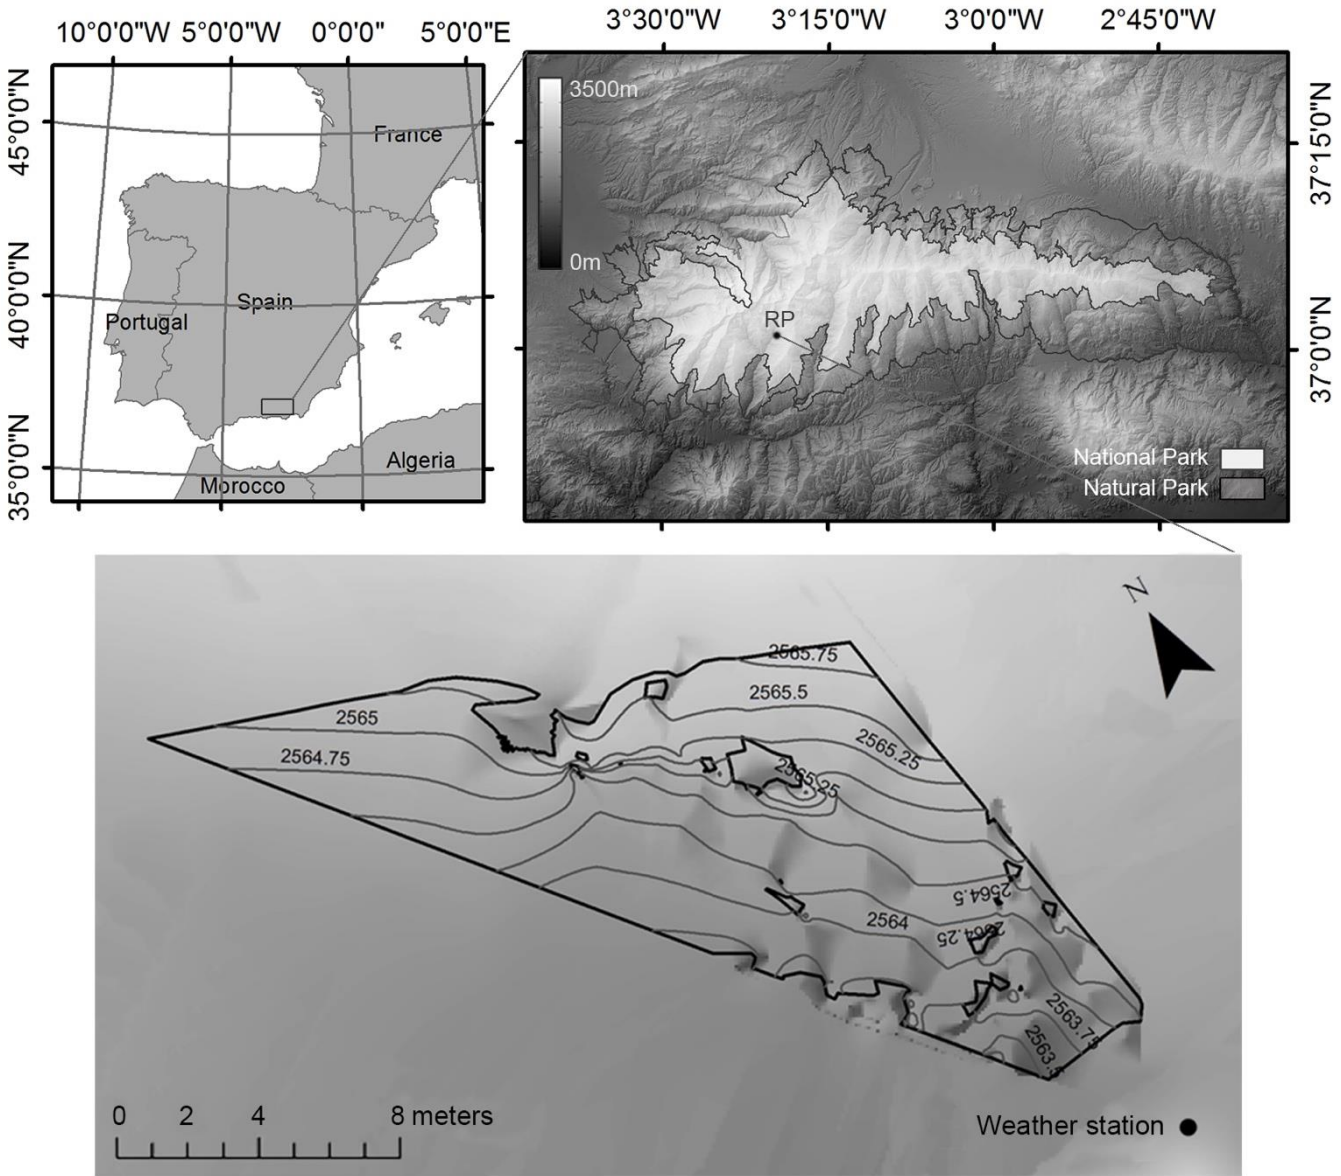 10°0'0"W 5°0'0"W 0°0'0" 5°0'0"E
3°30'0"W 3°15'0"W 3°0'0"W 2°45'0"W
45°0'0"N
40°0'0"N
35°0'0"N
France
Spain
Portugal
Algeria
Morocco
3500m
0m
RP
37°15'0"N
37°0'0"N
National Park
Natural Park
N
2565.75
2565.5
2565
2565.25
2564.75
2565.25
2564.5
2564
2564.25
2563.75
2563.5
0 2 4 8 meters
Weather station